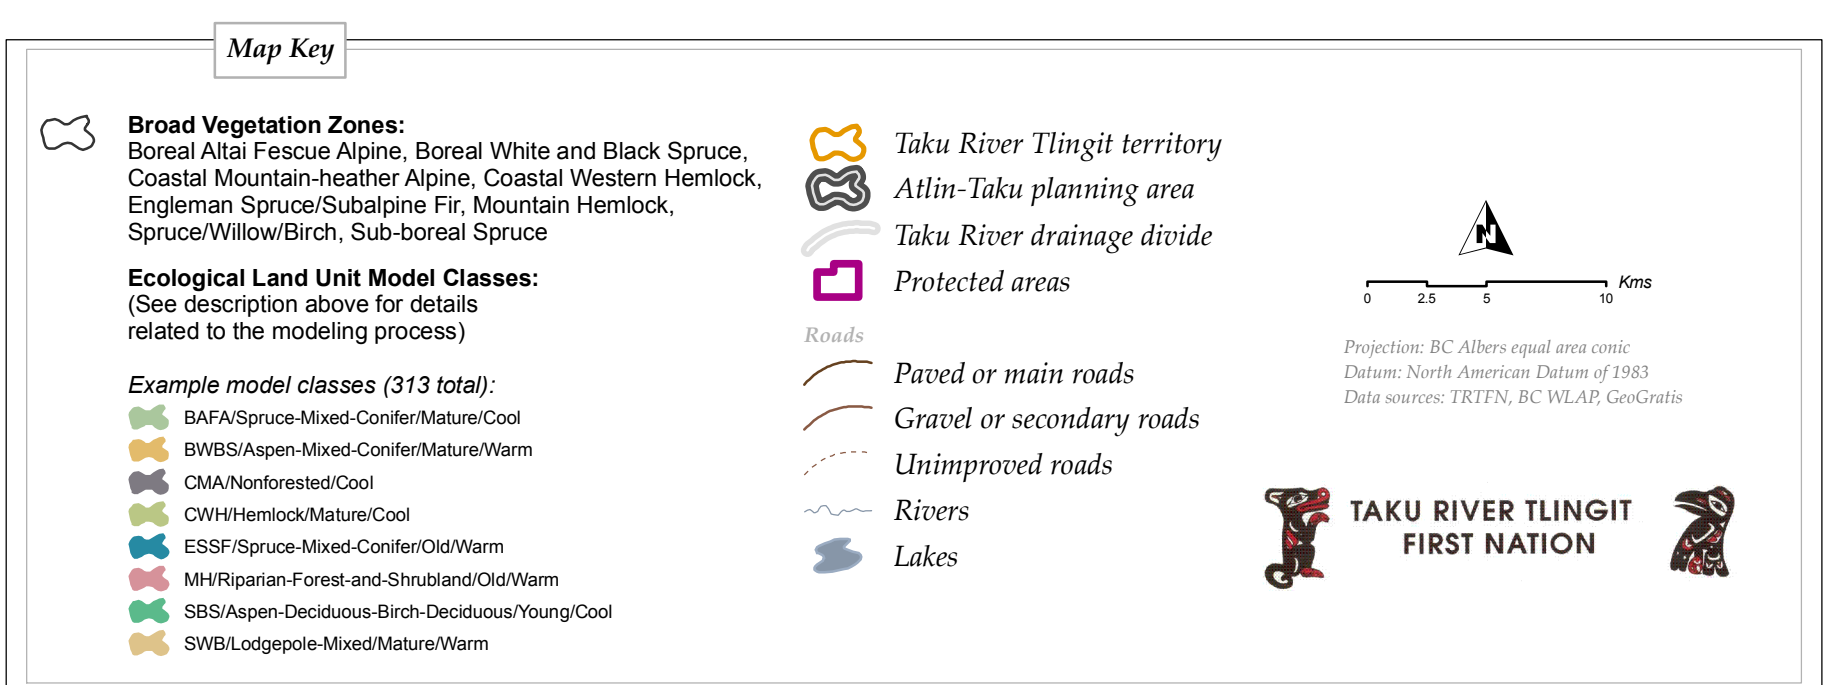 Map Key
Broad Vegetation Zones:
Boreal Altai Fescue Alpine, Boreal White and Black Spruce,
Coastal Mountain-heather Alpine, Coastal Western Hemlock,
Engleman Spruce/Subalpine Fir, Mountain Hemlock,
Spruce/Willow/Birch, Sub-boreal Spruce
Ecological Land Unit Model Classes:
(See description above for details
related to the modeling process)
Example model classes (313 total):
BAFA/Spruce-Mixed-Conifer/Mature/Cool
BWBS/Aspen-Mixed-Conifer/Mature/Warm
CMA/Nonforested/Cool
CWH/Hemlock/Mature/Cool
ESSF/Spruce-Mixed-Conifer/Old/Warm
MH/Riparian-Forest-and-Shrubland/Old/Warm
SBS/Aspen-Deciduous-Birch-Deciduous/Young/Cool
SWB/Lodgepole-Mixed/Mature/Warm
Taku River Tlingit territory
Atlin-Taku planning area
Taku River drainage divide
Protected areas
Roads
Paved or main roads
Gravel or secondary roads
Unimproved roads
Rivers
Lakes
N
Kms
0 2.5 5 10
Projection: BC Albers equal area conic
Datum: North American Datum of 1983
Data sources: TRTFN, BC WLAP, GeoGratis
TAKU RIVER TLINGIT
FIRST NATION